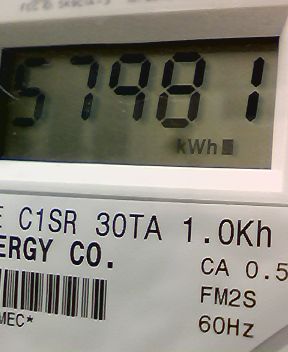 57981
kWh
E C1SR 30TA 1.0Kh
ERGY CO.
CA 0.5
FM2S
MEC*
60Hz